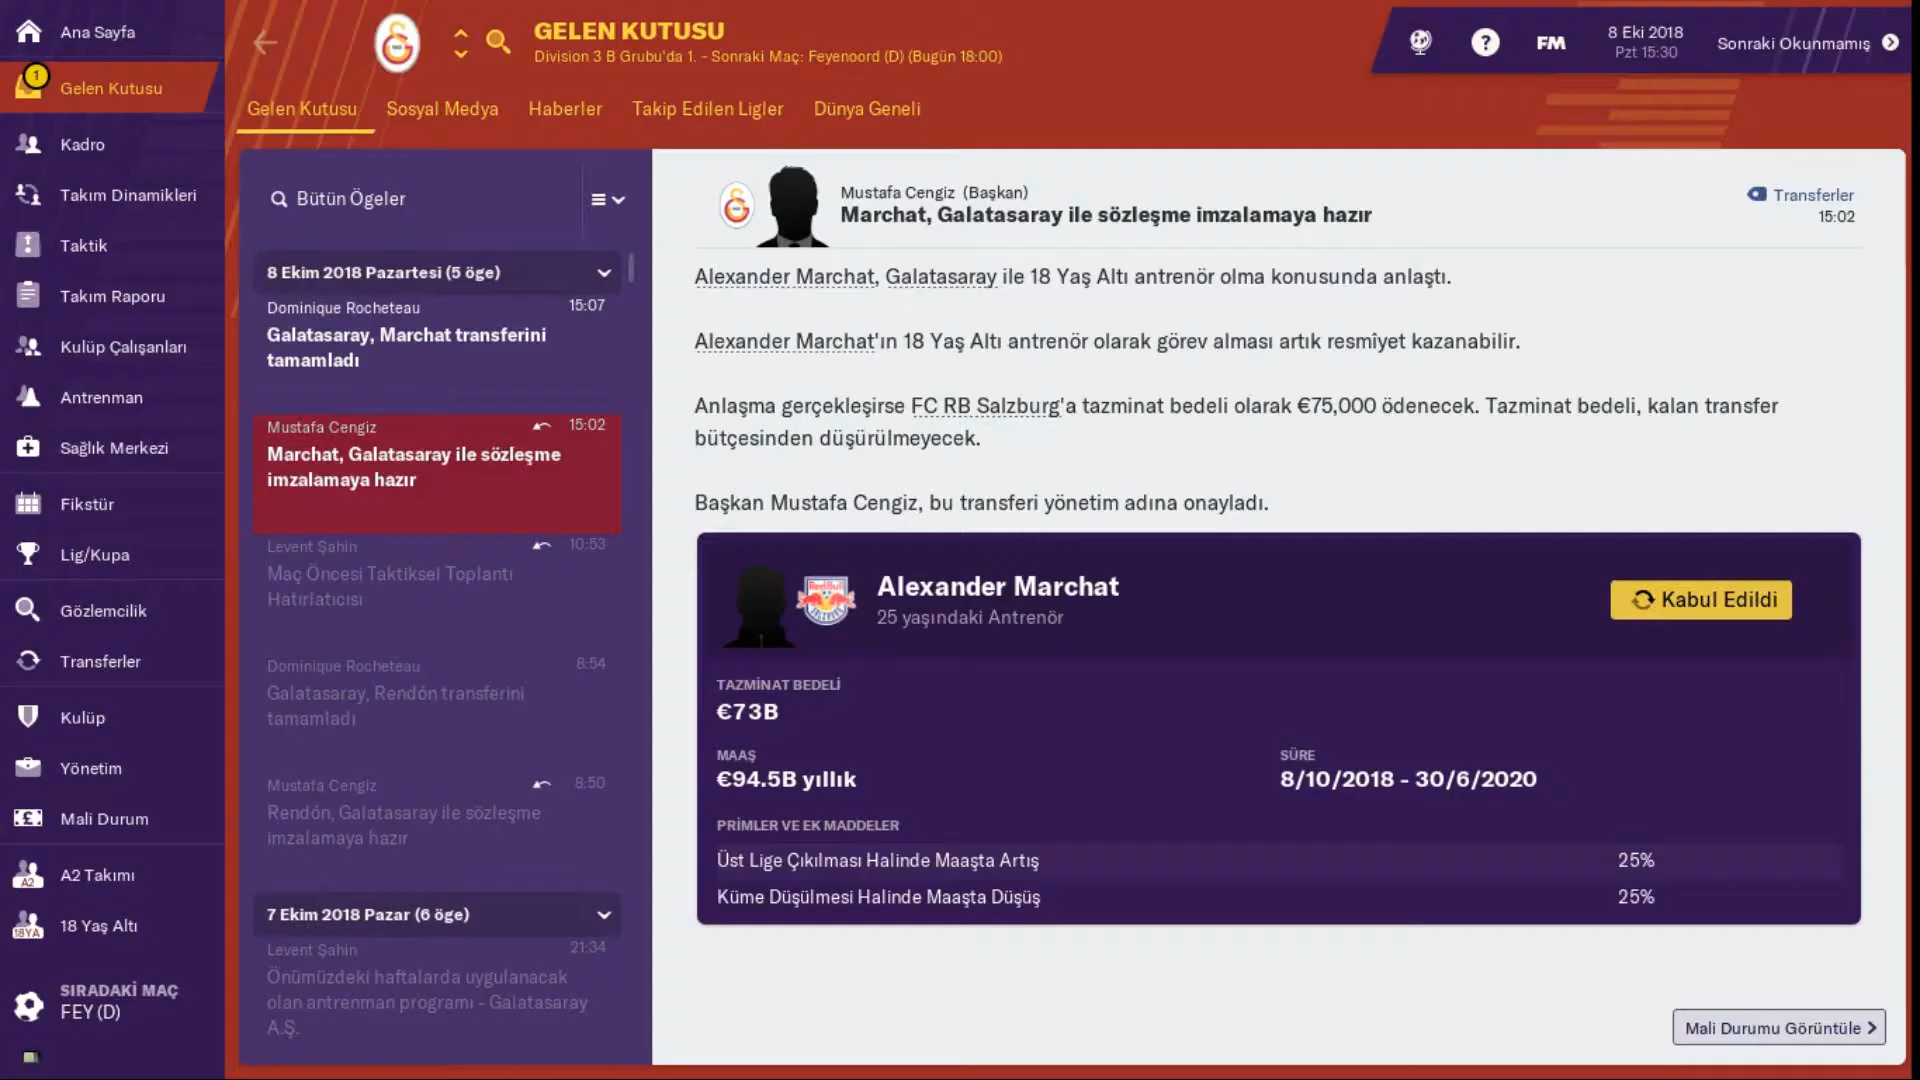 Ana Sayfa
1
Gelen Kutusu
Kadro
Takım Dinamikleri
Taktik
Takım Raporu
Kulüp Çalışanları
Antrenman
Sağlık Merkezi
Fikstür
Lig/Kupa
Gözlemcilik
Transferler
Kulüp
Yönetim
Mali Durum
A2
A2 Takımı
18YA
18 Yaş Altı
SIRADAKİ MAÇ
FEY (D)
GELEN KUTUSU
Division 3 B Grubu'da 1. - Sonraki Maç: Feyenoord (D) (Bugün 18:00)
?
FM
8 Eki 2018
Pzt 15:30
Sonraki Okunmamış
Gelen Kutusu
Sosyal Medya
Haberler
Takip Edilen Ligler
Dünya Geneli
Bütün Ögeler
8 Ekim 2018 Pazartesi (5 öge)
Dominique Rocheteau 15:07
Galatasaray, Marchat transferini
tamamladı
Mustafa Cengiz 15:02
Marchat, Galatasaray ile sözleşme
imzalamaya hazır
Levent Şahin 10:53
Maç Öncesi Taktiksel Toplantı
Hatırlatıcısı
Dominique Rocheteau 8:54
Galatasaray, Rendón transferini
tamamladı
Mustafa Cengiz 8:50
Rendón, Galatasaray ile sözleşme
imzalamaya hazır
7 Ekim 2018 Pazar (6 öge)
Levent Şahin 21:34
Önümüzdeki haftalarda uygulanacak
olan antrenman programı - Galatasaray
A.Ş.
Mustafa Cengiz (Başkan)
Marchat, Galatasaray ile sözleşme imzalamaya hazır
Transferler
15:02
Alexander Marchat, Galatasaray ile 18 Yaş Altı antrenör olma konusunda anlaştı.
Alexander Marchat'ın 18 Yaş Altı antrenör olarak görev alması artık resmîyet kazanabilir.
Anlaşma gerçekleşirse FC RB Salzburg'a tazminat bedeli olarak €75,000 ödenecek. Tazminat bedeli, kalan transfer
bütçesinden düşürülmeyecek.
Başkan Mustafa Cengiz, bu transferi yönetim adına onayladı.
Alexander Marchat
25 yaşındaki Antrenör
Kabul Edildi
TAZMİNAT BEDELİ
€73B
MAAŞ
€94.5B yıllık
SÜRE
8/10/2018 - 30/6/2020
PRİMLER VE EK MADDELER
Üst Lige Çıkılması Halinde Maaşta Artış 25%
Küme Düşülmesi Halinde Maaşta Düşüş 25%
Mali Durumu Görüntüle